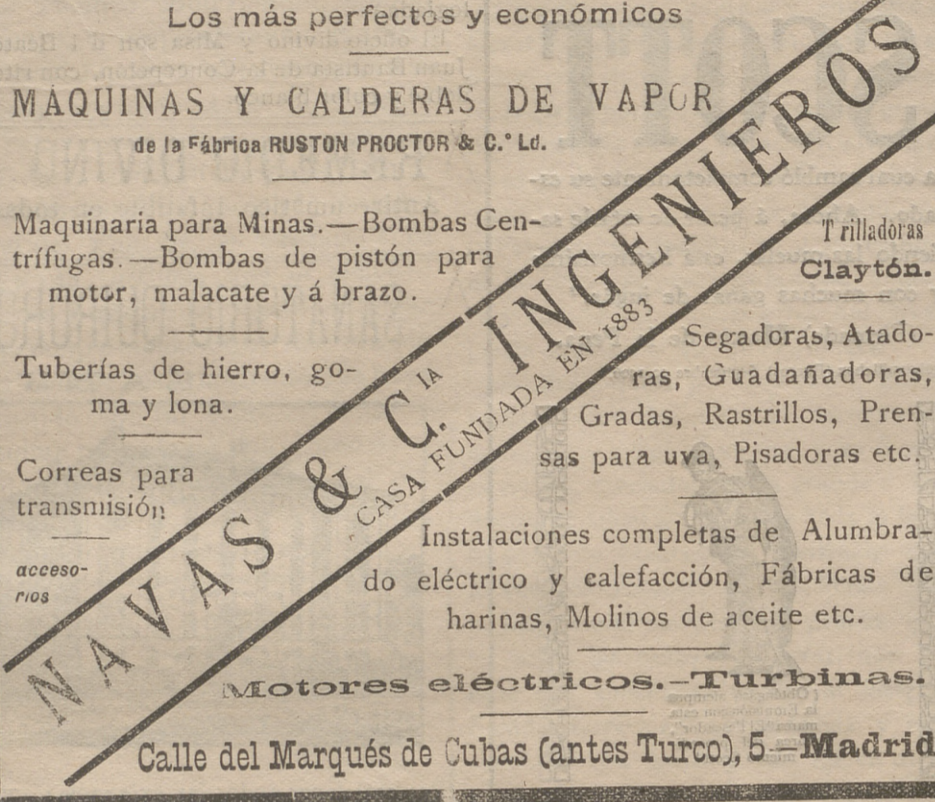 Los más perfectos y económicos
MAQUINAS Y CALDERAS DE VAPOR
de la Fábrica RUSTON PROCTOR & C.ª Ld.
Maquinaria para Minas.—Bombas Cen-
trífugas.—Bombas de pistón para
motor, malacate y á brazo.
Tuberías de hierro, go-
ma y lona.
Correas para
transmisión
acceso-
rios
NAVAS & C.IA INGENIEROS
CASA FUNDADA EN 1883
Trilladoras
Claytón.
Segadoras, Atado-
ras, Guadañadoras,
Gradas, Rastrillos, Pren-
sas para uva, Pisadoras etc.
Instalaciones completas de Alumbra-
do eléctrico y calefacción, Fábricas de
harinas, Molinos de aceite etc.
Motores eléctricos.—Turbinas.
Calle del Marqués de Cubas (antes Turco), 5—Madrid